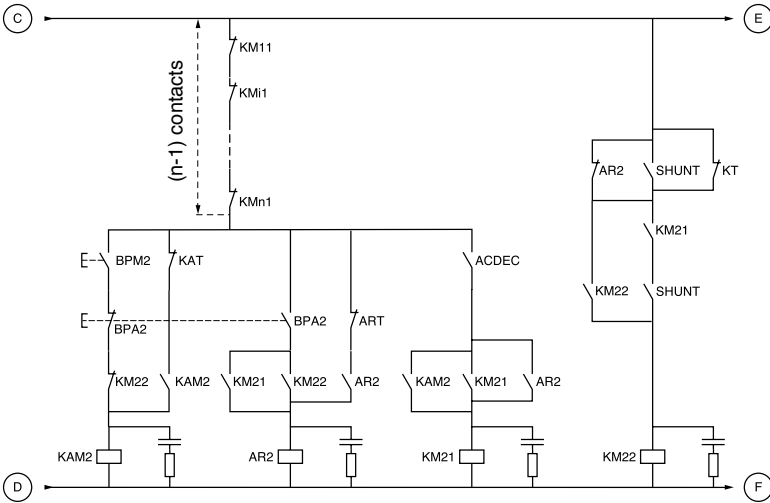 C
E
KM11
KMi1
(n-1) contacts
KMn1
AR2
SHUNT
KT
KM21
BPM2
KAT
ACDEC
KM22
SHUNT
BPA2
BPA2
ART
KM22
KAM2
KM21
KM22
AR2
KAM2
KM21
AR2
KAM2
AR2
KM21
KM22
D
F